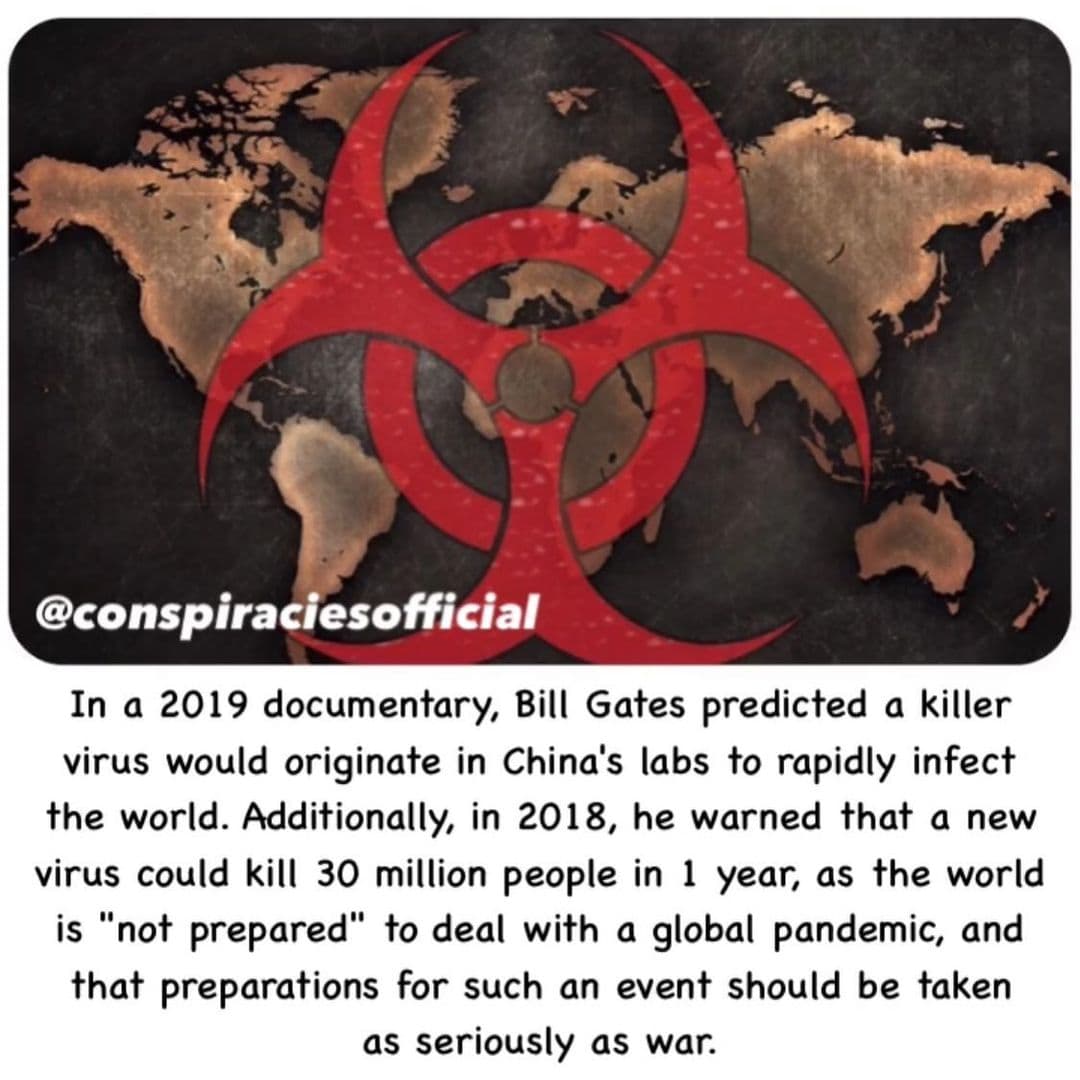 @conspiraciesofficial
In a 2019 documentary, Bill Gates predicted a killer
virus would originate in China's labs to rapidly infect
the world. Additionally, in 2018, he warned that a new
virus could kill 30 million people in 1 year, as the world
is "not prepared" to deal with a global pandemic, and
that preparations for such an event should be taken
as seriously as war.